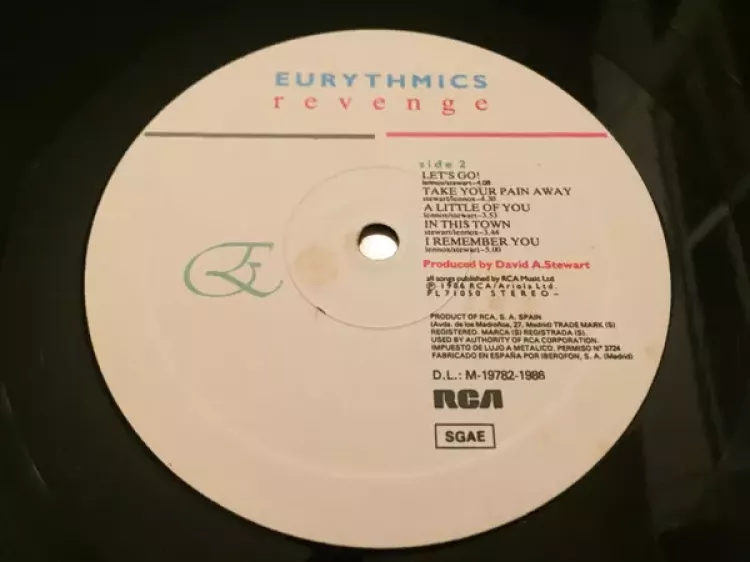 EURYTHMICS
revenge
side 2
LET'S GO!
lennox/stewart-4.08
TAKE YOUR PAIN AWAY
stewart/lennox-4.30
A LITTLE OF YOU
lennox/stewart-3.53
IN THIS TOWN
stewart/lennox-3.44
I REMEMBER YOU
lennox/stewart-5.00
Produced by David A.Stewart
all songs published by RCA Music Ltd
℗ 1986 RCA/Ariola Ltd.
PL71050 STEREO-
PRODUCT OF RCA, S. A. SPAIN
(Avda. de los Madroños, 27. Madrid) TRADE MARK (S)
REGISTERED. MARCA (S) REGISTRADA (S).
USED BY AUTHORITY OF RCA CORPORATION.
IMPUESTO DE LUJO A METALICO. PERMISO Nº 3724
FABRICADO EN ESPAÑA POR IBEROFON, S. A. (Madrid)
D.L.: M-19782-1986
RCA
SGAE